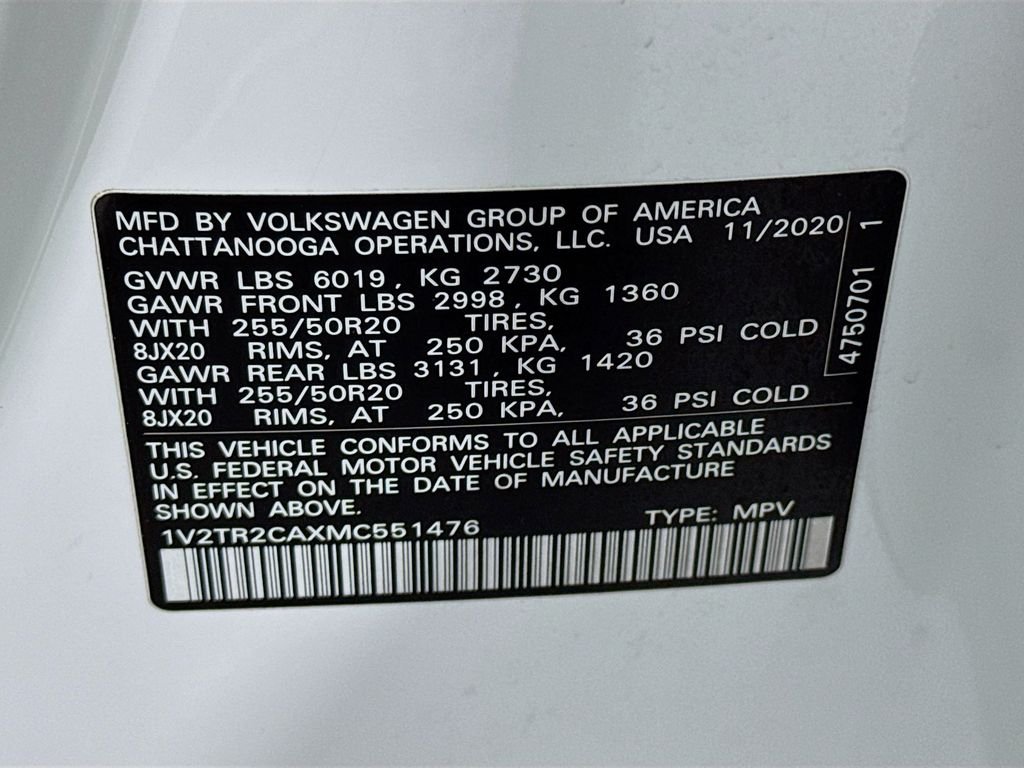 MFD BY VOLKSWAGEN GROUP OF AMERICA
CHATTANOOGA OPERATIONS, LLC. USA 11/2020
GVWR LBS 6019, KG 2730
GAWR FRONT LBS 2998, KG 1360
WITH 255/50R20 TIRES,
8JX20 RIMS, AT 250 KPA, 36 PSI COLD
GAWR REAR LBS 3131, KG 1420
WITH 255/50R20 TIRES,
8JX20 RIMS, AT 250 KPA, 36 PSI COLD
4750701 1
THIS VEHICLE CONFORMS TO ALL APPLICABLE
U.S. FEDERAL MOTOR VEHICLE SAFETY STANDARDS
IN EFFECT ON THE DATE OF MANUFACTURE
SHOWN ABOVE.
1V2TR2CAXMC551476 TYPE: MPV